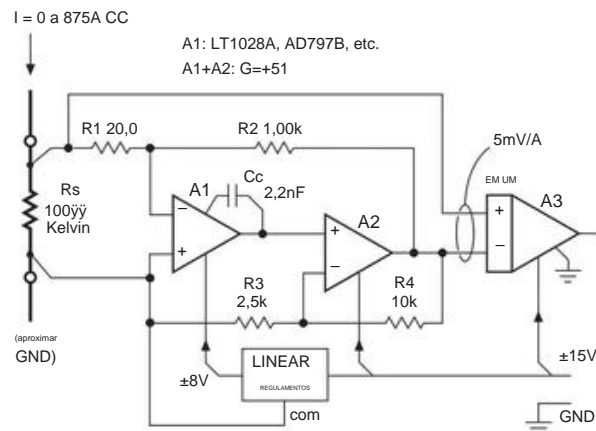 I = 0 a 875A CC
A1: LT1028A, AD797B, etc.
A1+A2: G=+51
R1 20,0
R2 1,00k
5mV/A
Rs
100ÿÿ
Kelvin
A1
Cc
2,2nF
A2
EM UM
A3
+
−
−
+
+
−
R3
2,5k
R4
10k
(aproximar
GND)
±8V
LINEAR
REGULAMENTOS
com
±15V
GND